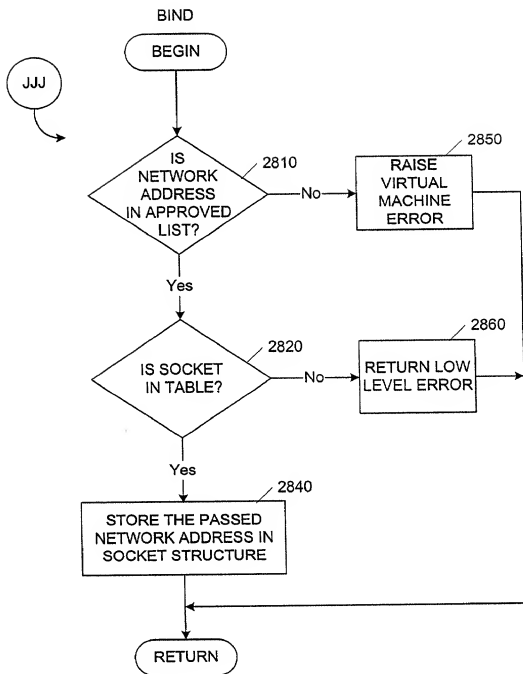 BIND
BEGIN
JJJ
IS
NETWORK
ADDRESS
IN APPROVED
LIST?
2810
No
RAISE
VIRTUAL
MACHINE
ERROR
2850
Yes
IS SOCKET
IN TABLE?
2820
No
RETURN LOW
LEVEL ERROR
2860
Yes
STORE THE PASSED
NETWORK ADDRESS IN
SOCKET STRUCTURE
2840
RETURN